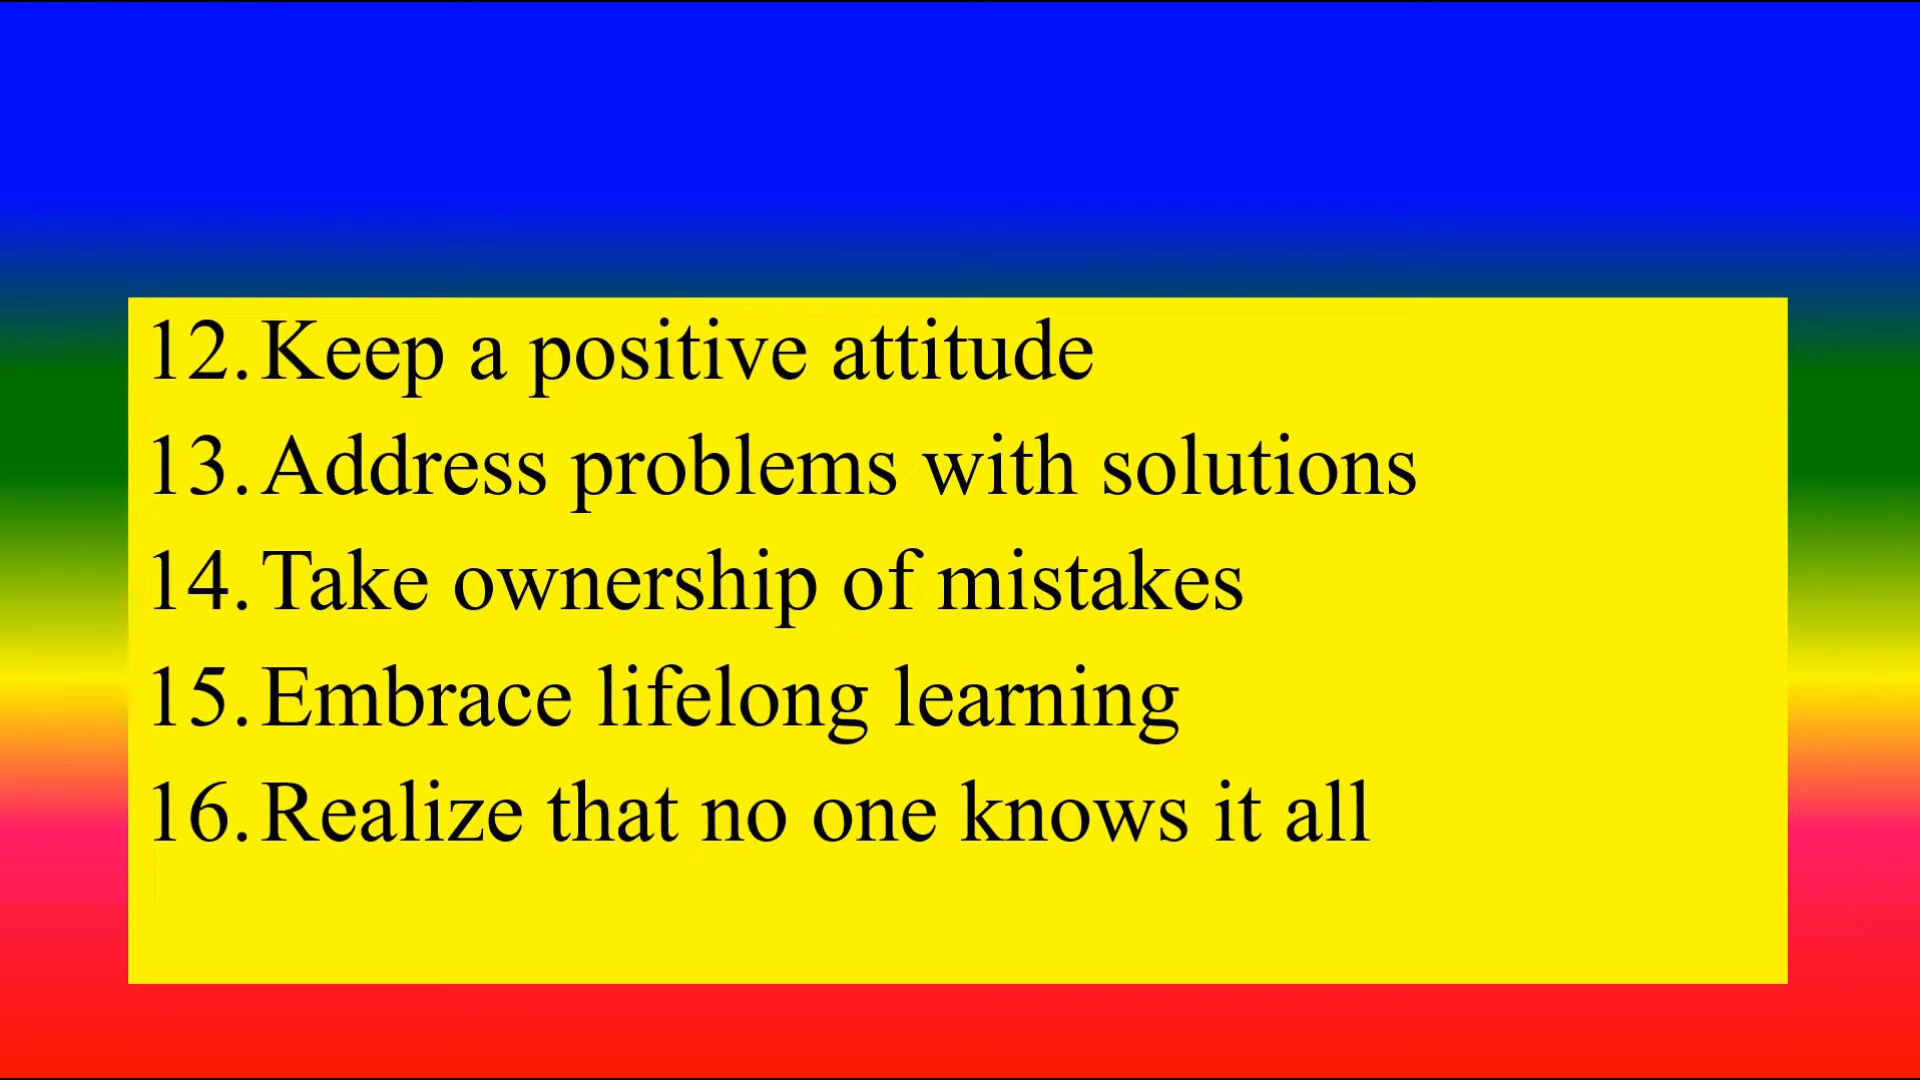 12. Keep a positive attitude
13. Address problems with solutions
14. Take ownership of mistakes
15. Embrace lifelong learning
16. Realize that no one knows it all